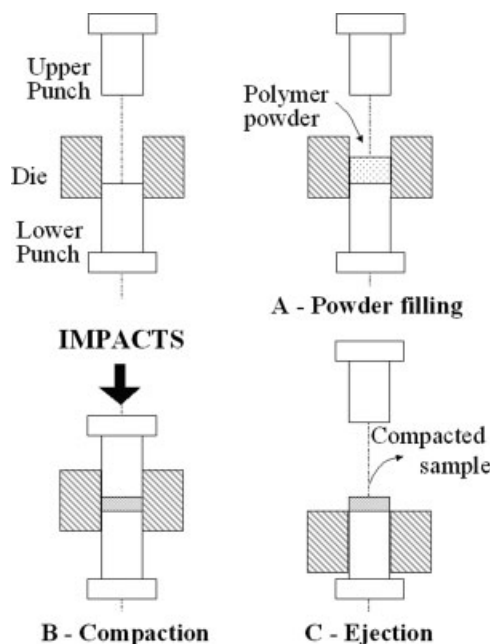 Upper
Punch
Die
Lower
Punch
Polymer
powder
A - Powder filling
IMPACTS
B - Compaction
Compacted
sample
C - Ejection